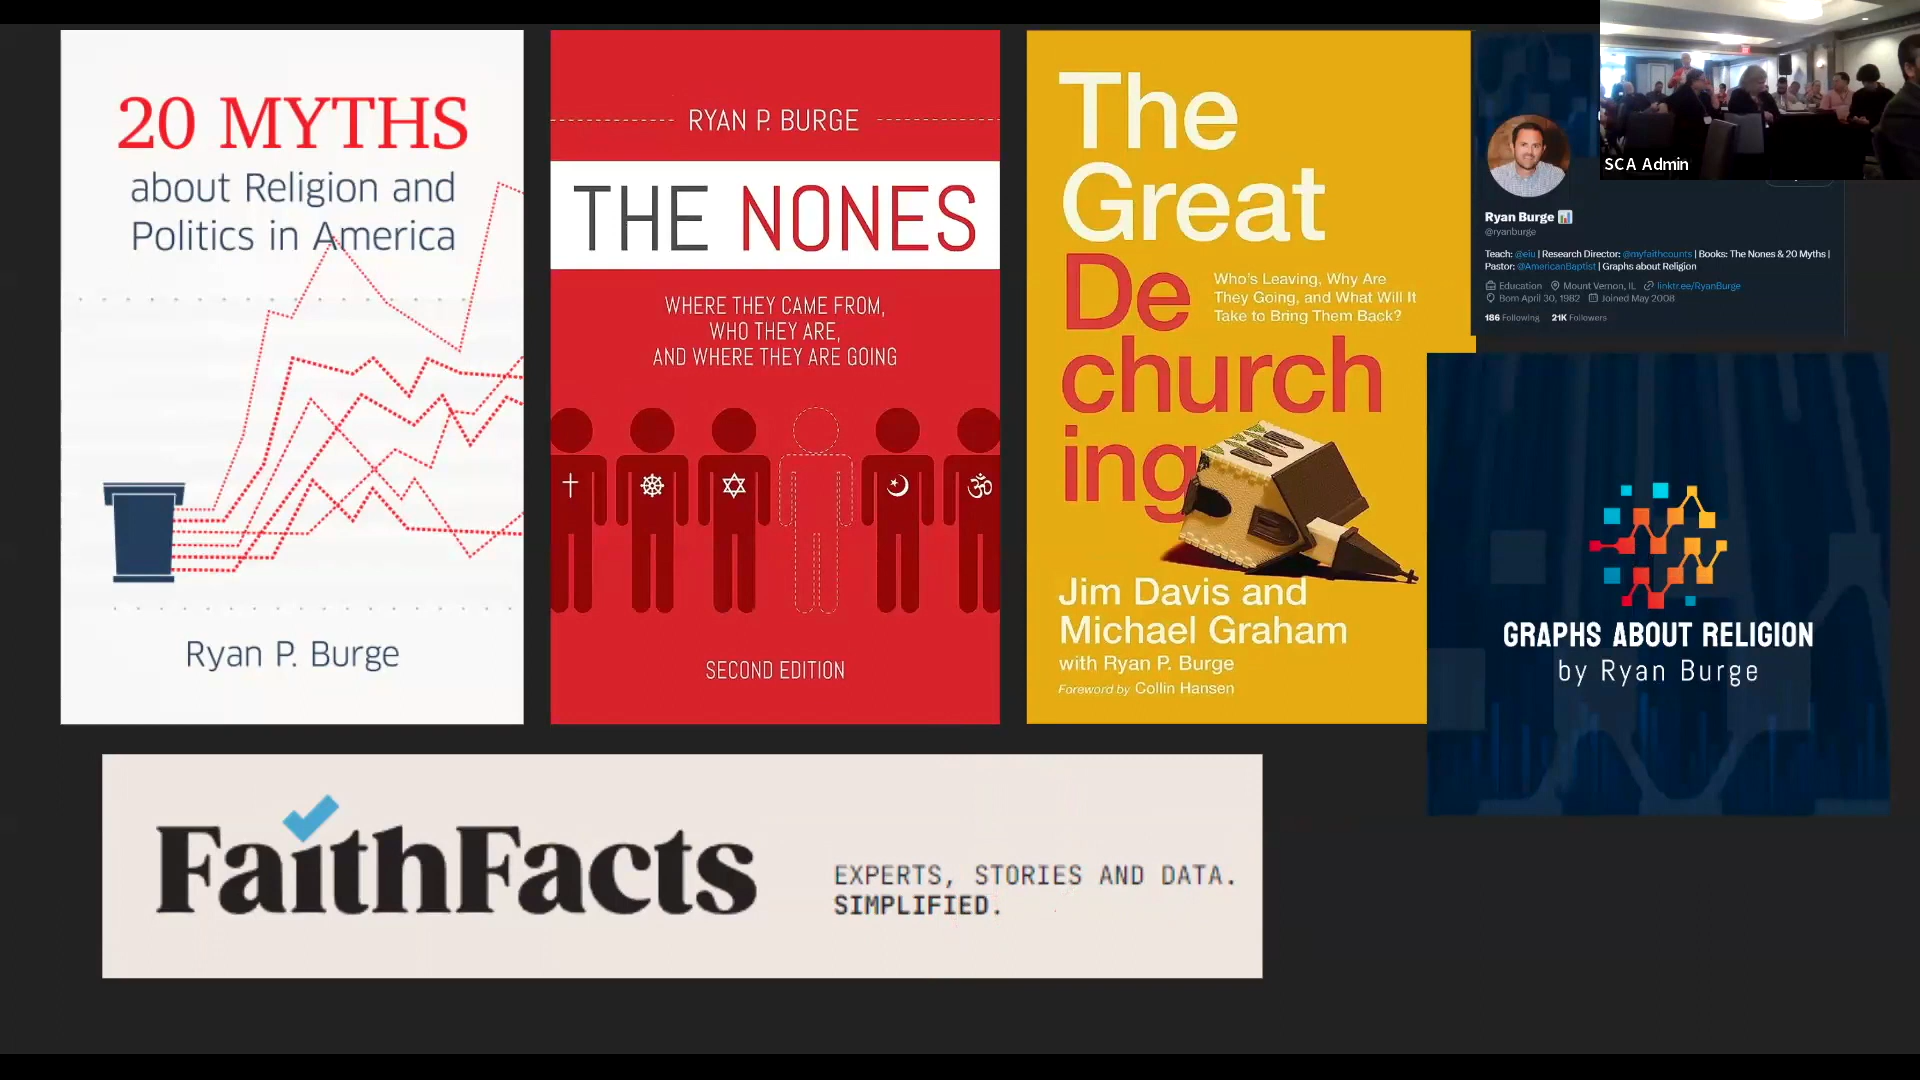 20 MYTHS
about Religion and
Politics in America
Ryan P. Burge
RYAN P. BURGE
THE NONES
WHERE THEY CAME FROM,
WHO THEY ARE,
AND WHERE THEY ARE GOING
SECOND EDITION
The
Great
De
church
ing
Who's Leaving, Why Are
They Going, and What Will It
Take to Bring Them Back?
Jim Davis and
Michael Graham
with Ryan P. Burge
Foreword by Collin Hansen
SCA Admin
Ryan Burge
@ryanburge
Teach: @eiu | Research Director: @myfaithcounts | Books: The Nones & 20 Myths |
Pastor: @AmericanBaptist | Graphs about Religion
Education Mount Vernon, IL linktr.ee/RyanBurge
Born April 30, 1982 Joined May 2008
186 Following 21K Followers
GRAPHS ABOUT RELIGION
by Ryan Burge
FaithFacts
EXPERTS, STORIES AND DATA.
SIMPLIFIED.